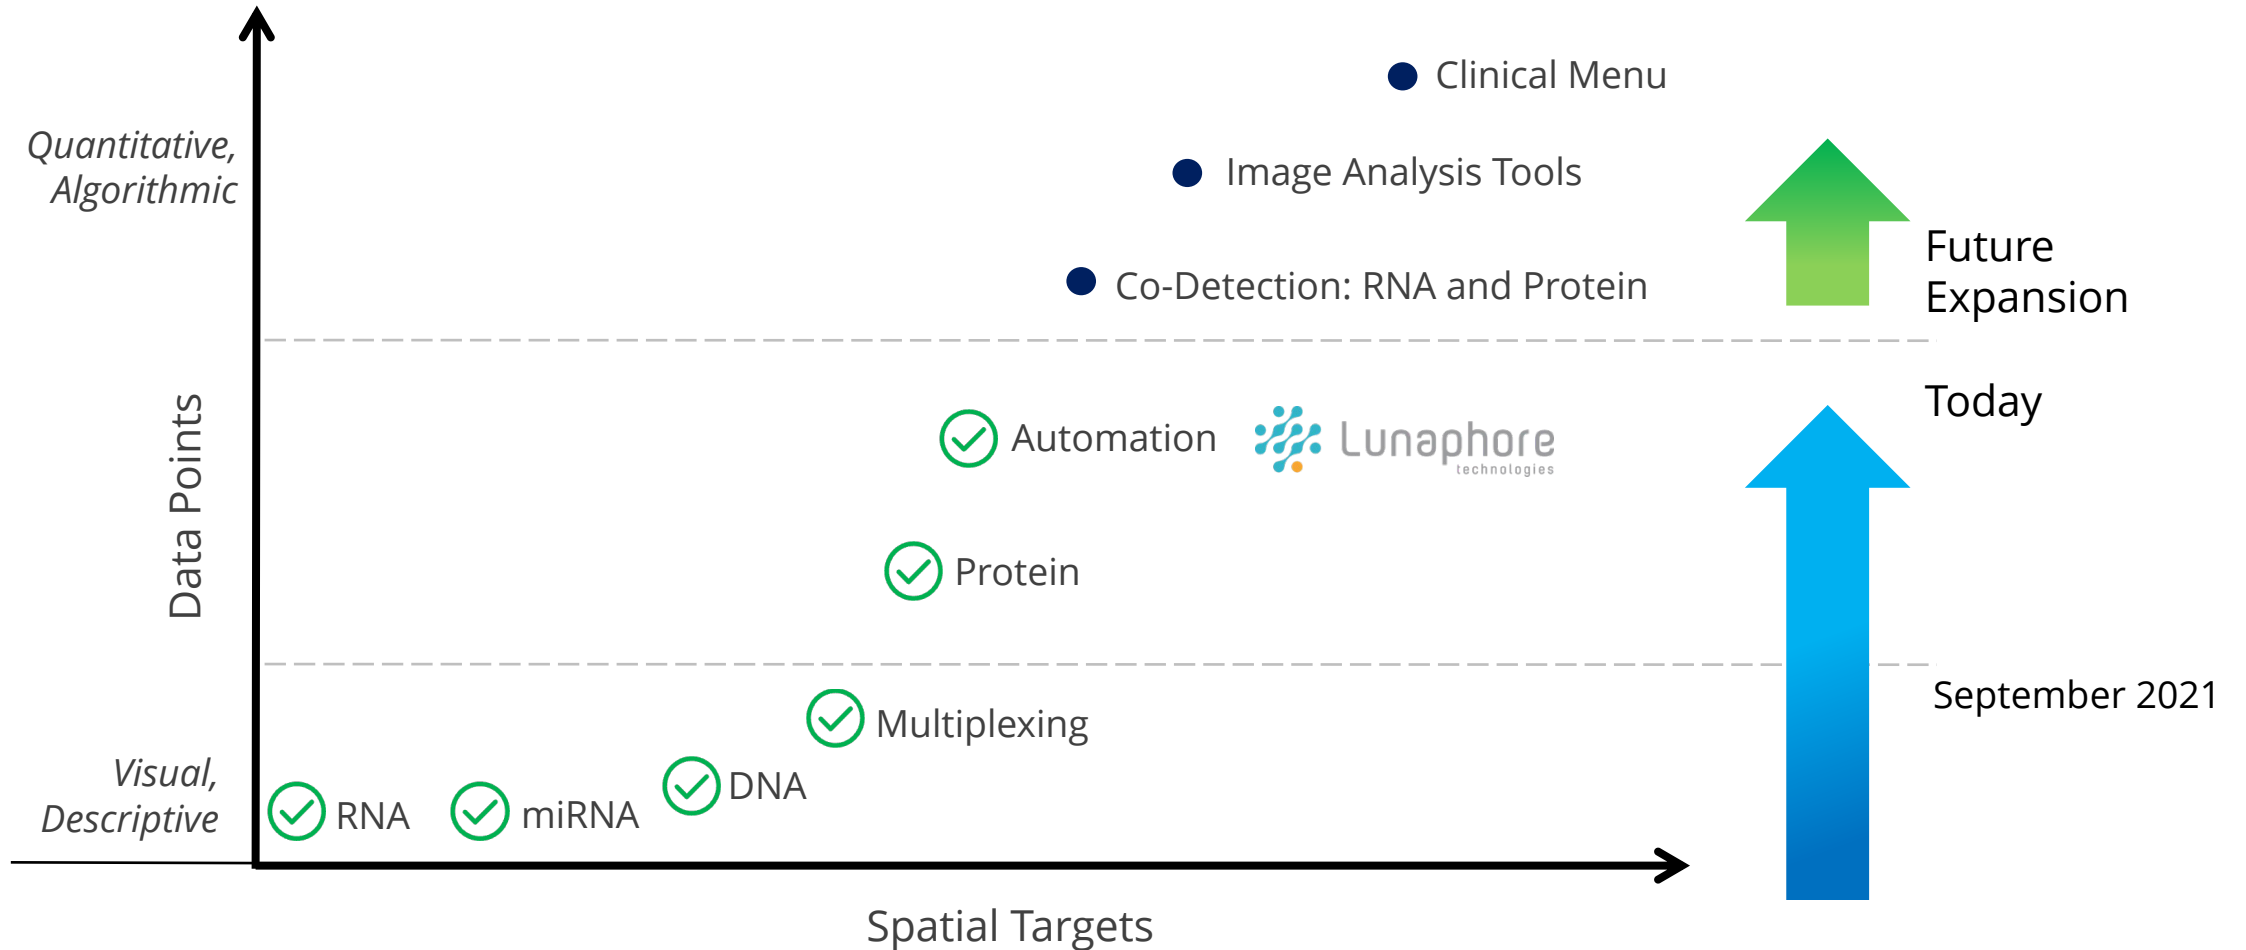 Clinical Menu
Quantitative,
Algorithmic
Image Analysis Tools
Future
Expansion
Co-Detection: RNA and Protein
Today
Automation
Lunaphore
technologies
Data Points
Protein
September 2021
Multiplexing
Visual,
Descriptive
RNA
miRNA
DNA
Spatial Targets